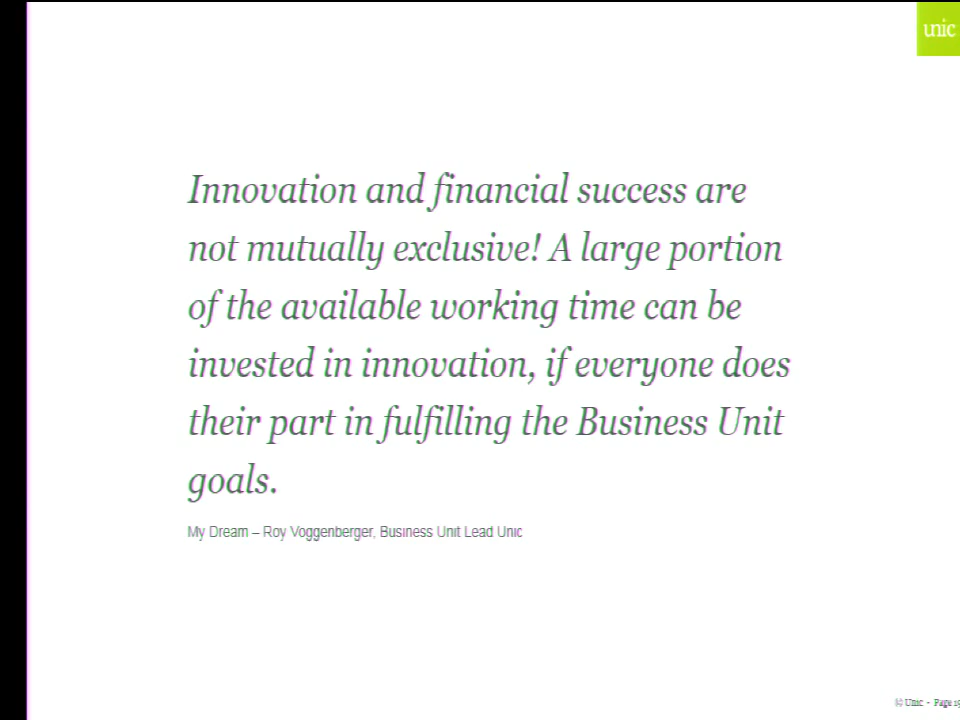 unic
Innovation and financial success are
not mutually exclusive! A large portion
of the available working time can be
invested in innovation, if everyone does
their part in fulfilling the Business Unit
goals.
My Dream – Roy Voggenberger, Business Unit Lead Unic
© Unic - Page